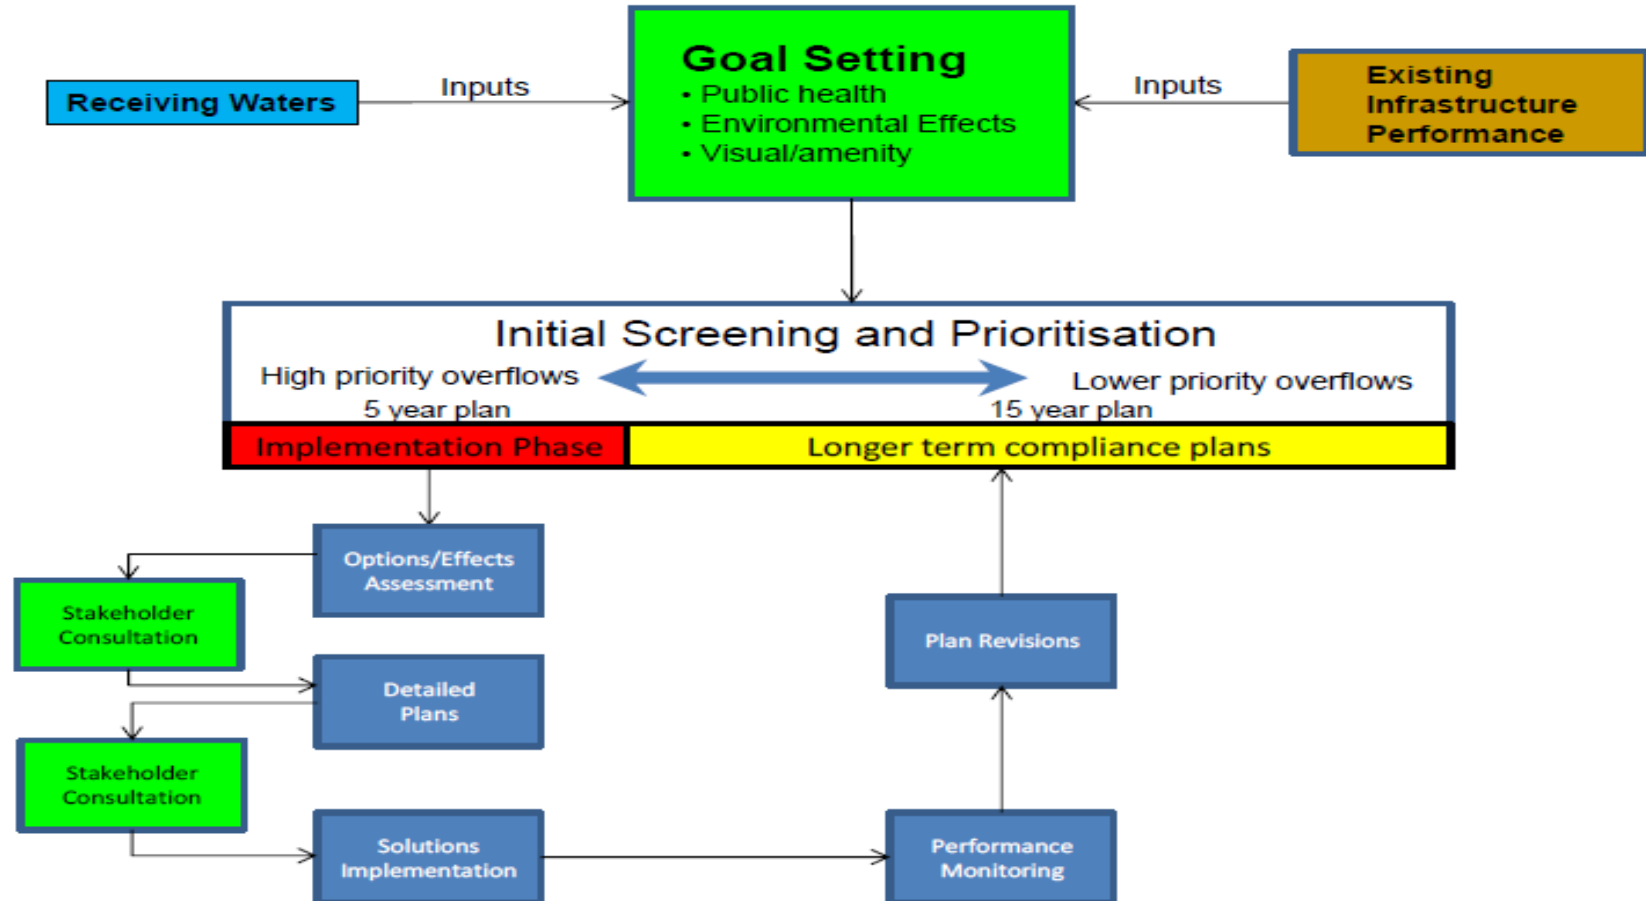 Receiving Waters
Inputs
Goal Setting
• Public health
• Environmental Effects
• Visual/amenity
Inputs
Existing
Infrastructure
Performance
Initial Screening and Prioritisation
High priority overflows
Lower priority overflows
5 year plan
15 year plan
Implementation Phase
Longer term compliance plans
Options/Effects
Assessment
Stakeholder
Consultation
Detailed
Plans
Stakeholder
Consultation
Solutions
Implementation
Performance
Monitoring
Plan Revisions